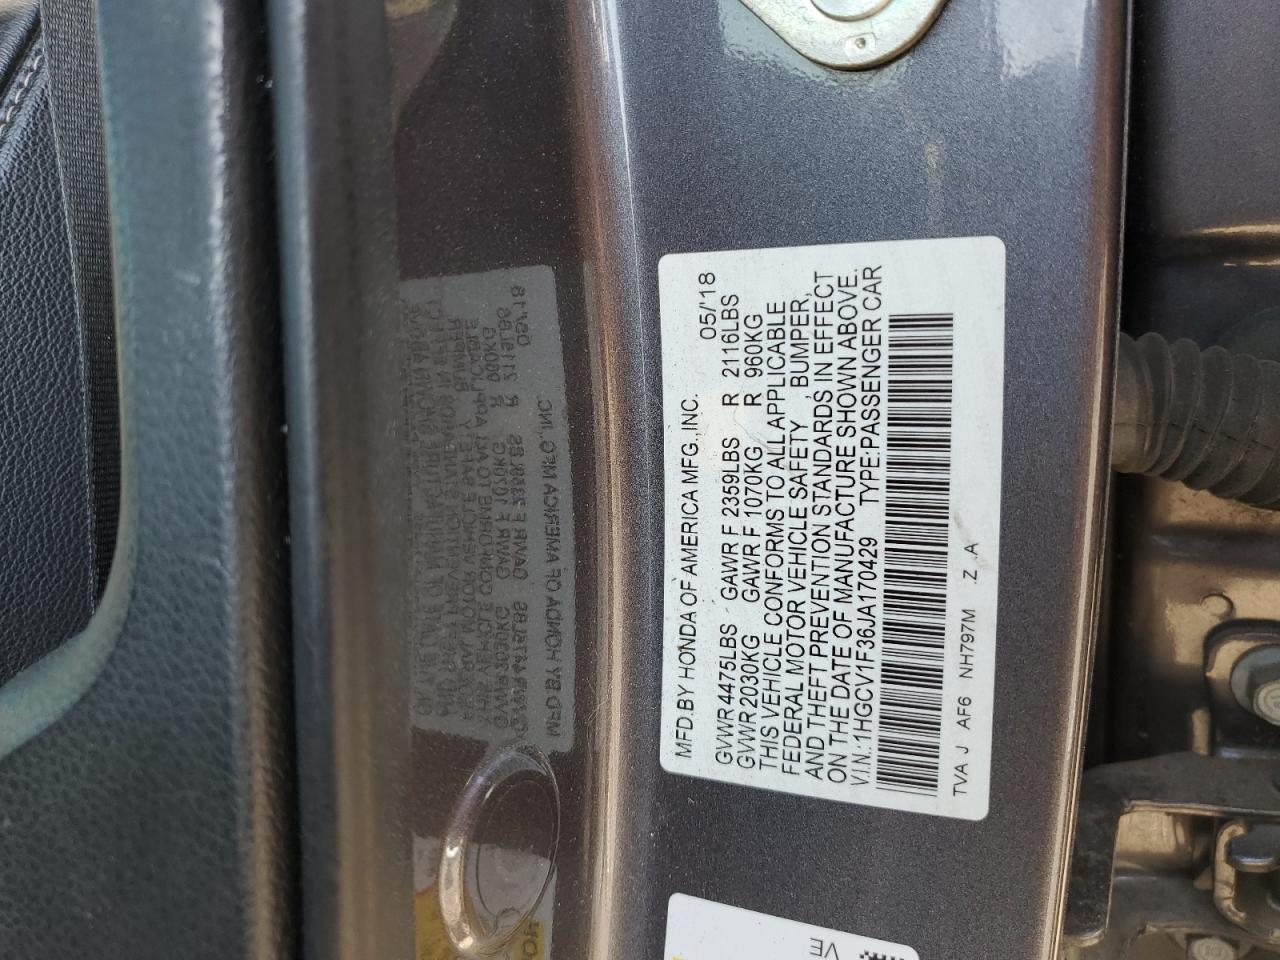 MFD.BY HONDA OF AMERICA MFG.,INC. 05/'18
GVWR 4475LBS GAWR F 2359LBS R 2116LBS
GVWR 2030KG GAWR F 1070KG R 960KG
THIS VEHICLE CONFORMS TO ALL APPLICABLE
FEDERAL MOTOR VEHICLE SAFETY , BUMPER,
AND THEFT PREVENTION STANDARDS IN EFFECT
ON THE DATE OF MANUFACTURE SHOWN ABOVE.
V.I.N.:1HGCV1F36JA170429 TYPE:PASSENGER CAR
TVA J AF6 NH797M Z .A
VE